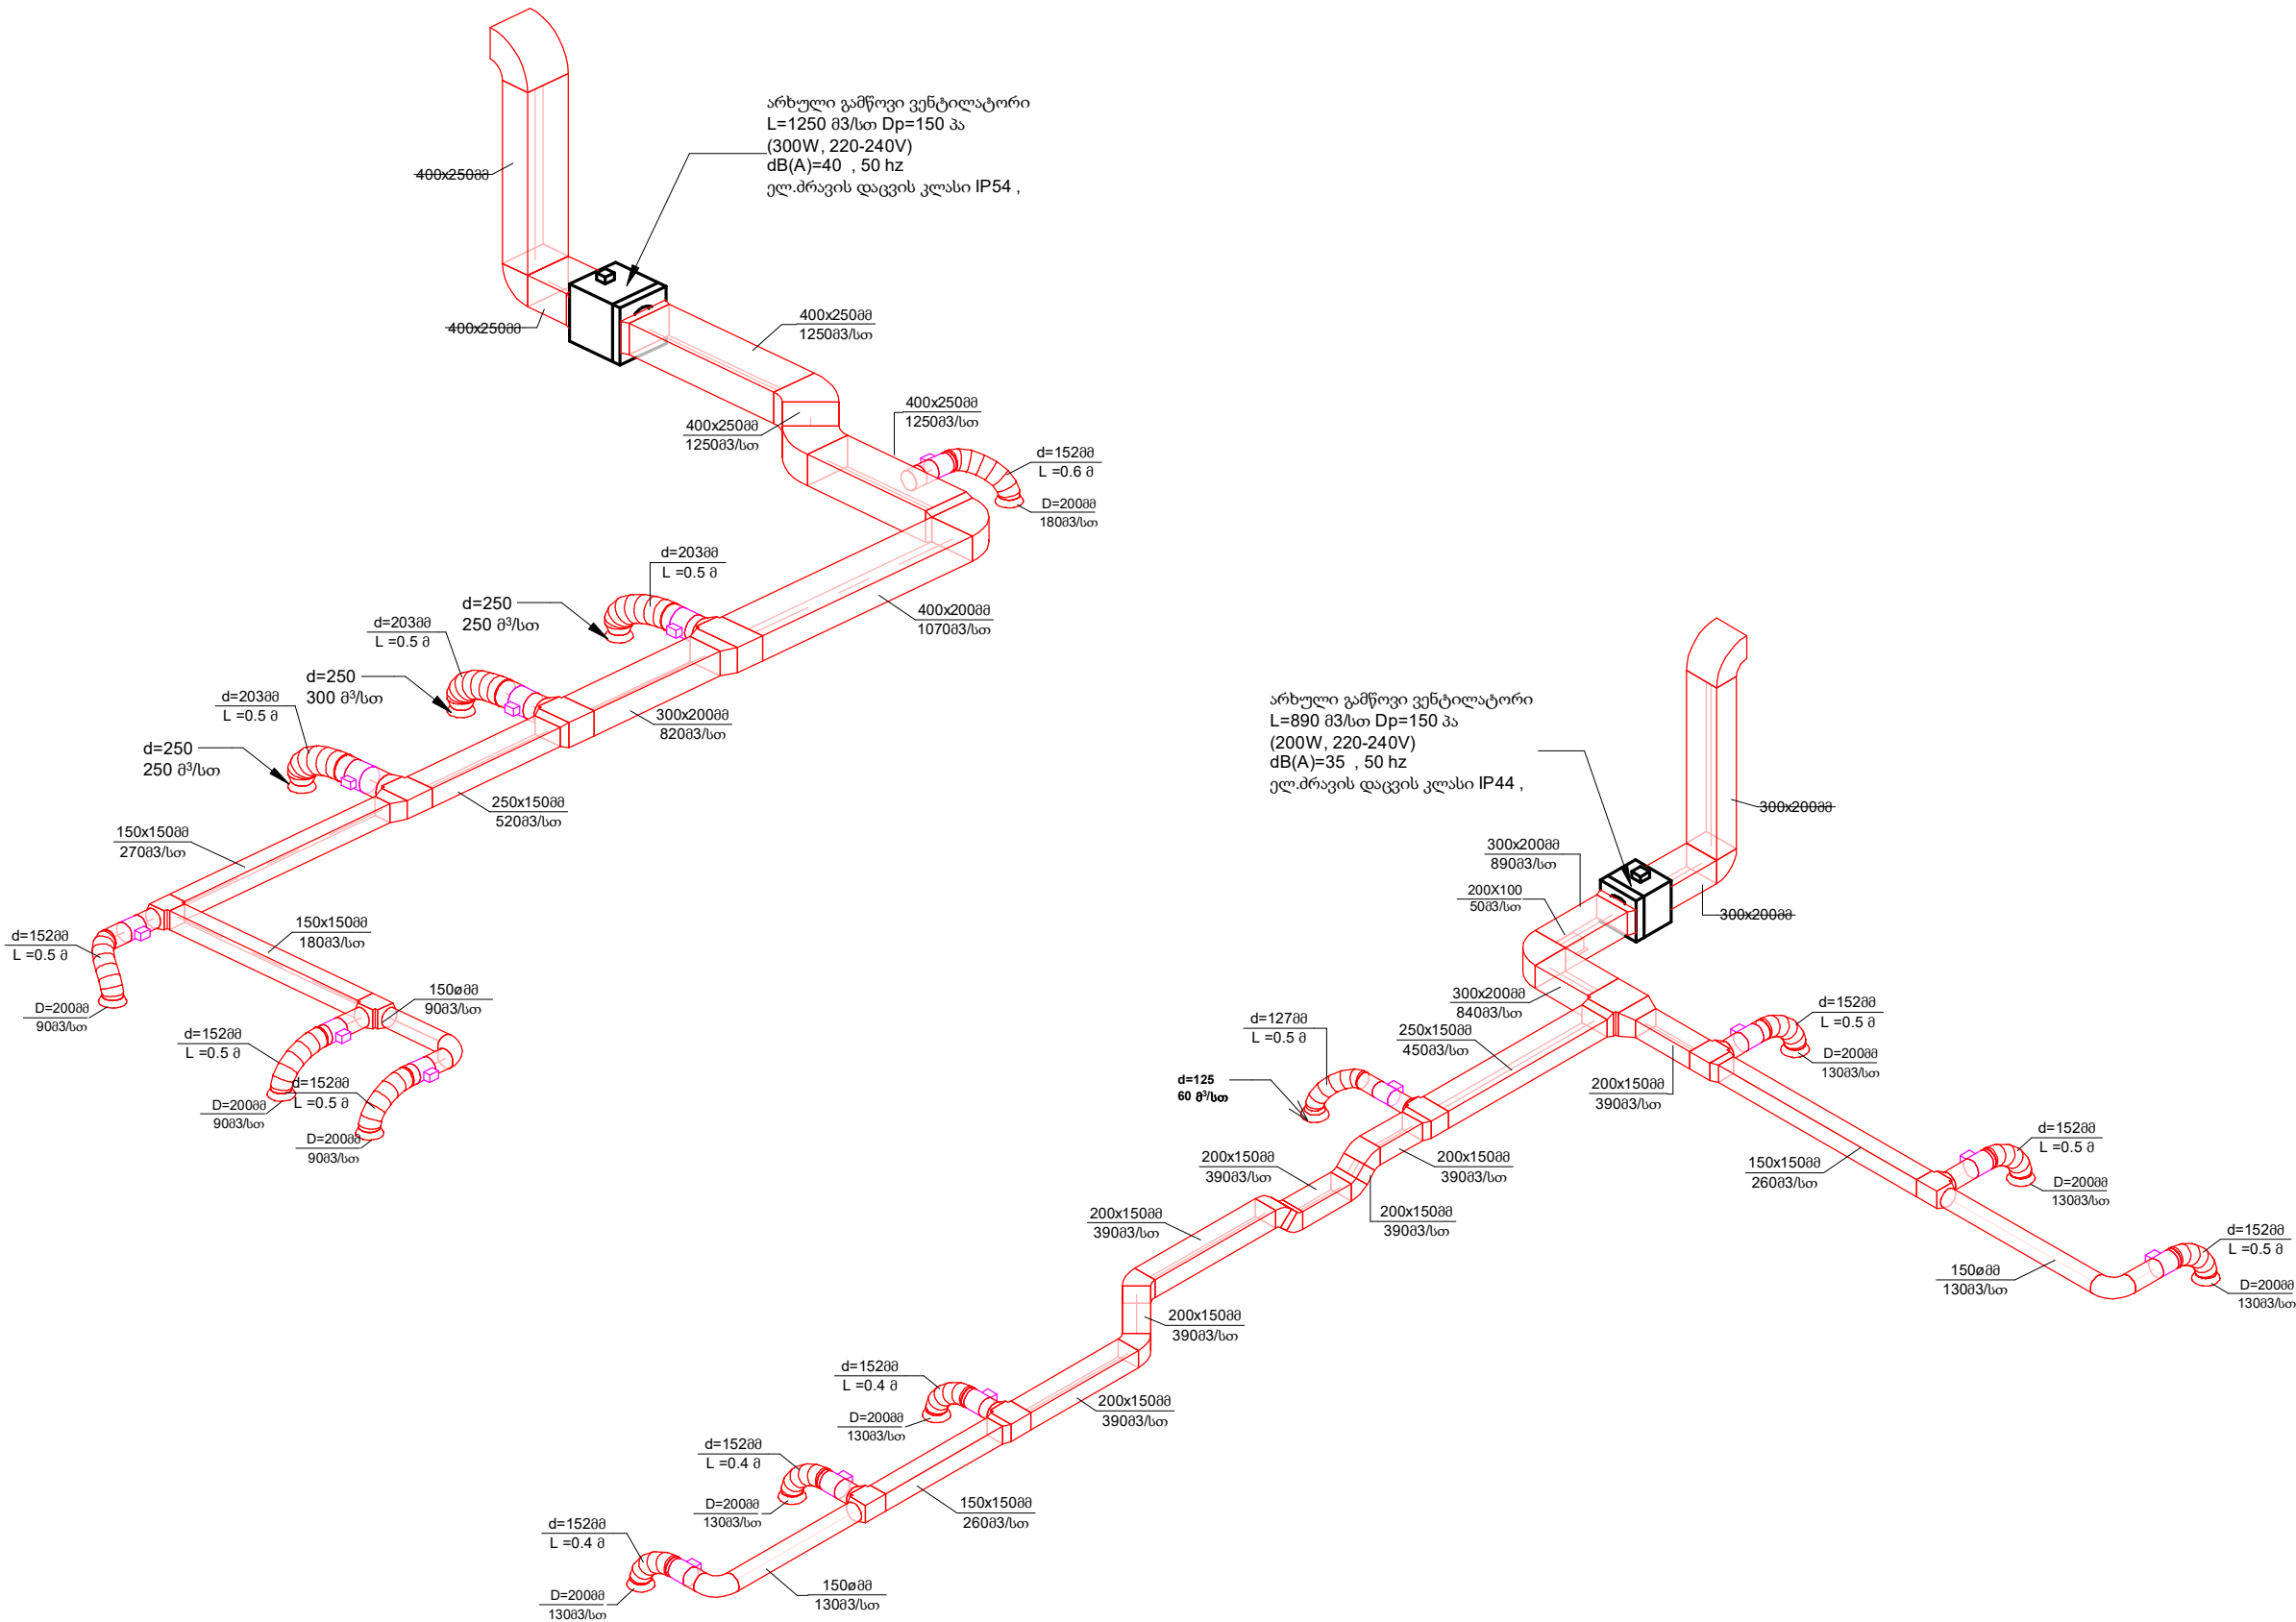 არხული გამწოვი ვენტილატორი
L=1250 მ3/სთ Dp=150 პა
(300W, 220-240V)
dB(A)=40 , 50 hz
ელ.ძრავის დაცვის კლასი IP54 ,
400x250მმ
400x250მმ
400x250მმ
1250მ3/სთ
400x250მმ
1250მ3/სთ
400x250მმ
1250მ3/სთ
d=152მმ
L =0.6 მ
D=200მმ
180მ3/სთ
d=203მმ
L =0.5 მ
d=250
250 მ³/სთ
400x200მმ
1070მ3/სთ
d=203მმ
L =0.5 მ
d=250
300 მ³/სთ
300x200მმ
820მ3/სთ
d=203მმ
L =0.5 მ
d=250
250 მ³/სთ
250x150მმ
520მ3/სთ
150x150მმ
270მ3/სთ
d=152მმ
L =0.5 მ
D=200მმ
90მ3/სთ
150x150მმ
180მ3/სთ
150øმმ
90მ3/სთ
d=152მმ
L =0.5 მ
D=200მმ
90მ3/სთ
d=152მმ
L =0.5 მ
D=200მმ
90მ3/სთ
არხული გამწოვი ვენტილატორი
L=890 მ3/სთ Dp=150 პა
(200W, 220-240V)
dB(A)=35 , 50 hz
ელ.ძრავის დაცვის კლასი IP44 ,
300x200მმ
300x200მმ
300x200მმ
890მ3/სთ
200X100
50მ3/სთ
300x200მმ
840მ3/სთ
d=152მმ
L =0.5 მ
D=200მმ
130მ3/სთ
200x150მმ
390მ3/სთ
d=152მმ
L =0.5 მ
D=200მმ
130მ3/სთ
150x150მმ
260მ3/სთ
d=152მმ
L =0.5 მ
D=200მმ
130მ3/სთ
150øმმ
130მ3/სთ
250x150მმ
450მ3/სთ
d=127მმ
L =0.5 მ
d=125
60 მ³/სთ
200x150მმ
390მ3/სთ
200x150მმ
390მ3/სთ
200x150მმ
390მ3/სთ
200x150მმ
390მ3/სთ
200x150მმ
390მ3/სთ
200x150მმ
390მ3/სთ
d=152მმ
L =0.4 მ
D=200მმ
130მ3/სთ
d=152მმ
L =0.4 მ
D=200მმ
130მ3/სთ
150x150მმ
260მ3/სთ
d=152მმ
L =0.4 მ
D=200მმ
130მ3/სთ
150øმმ
130მ3/სთ